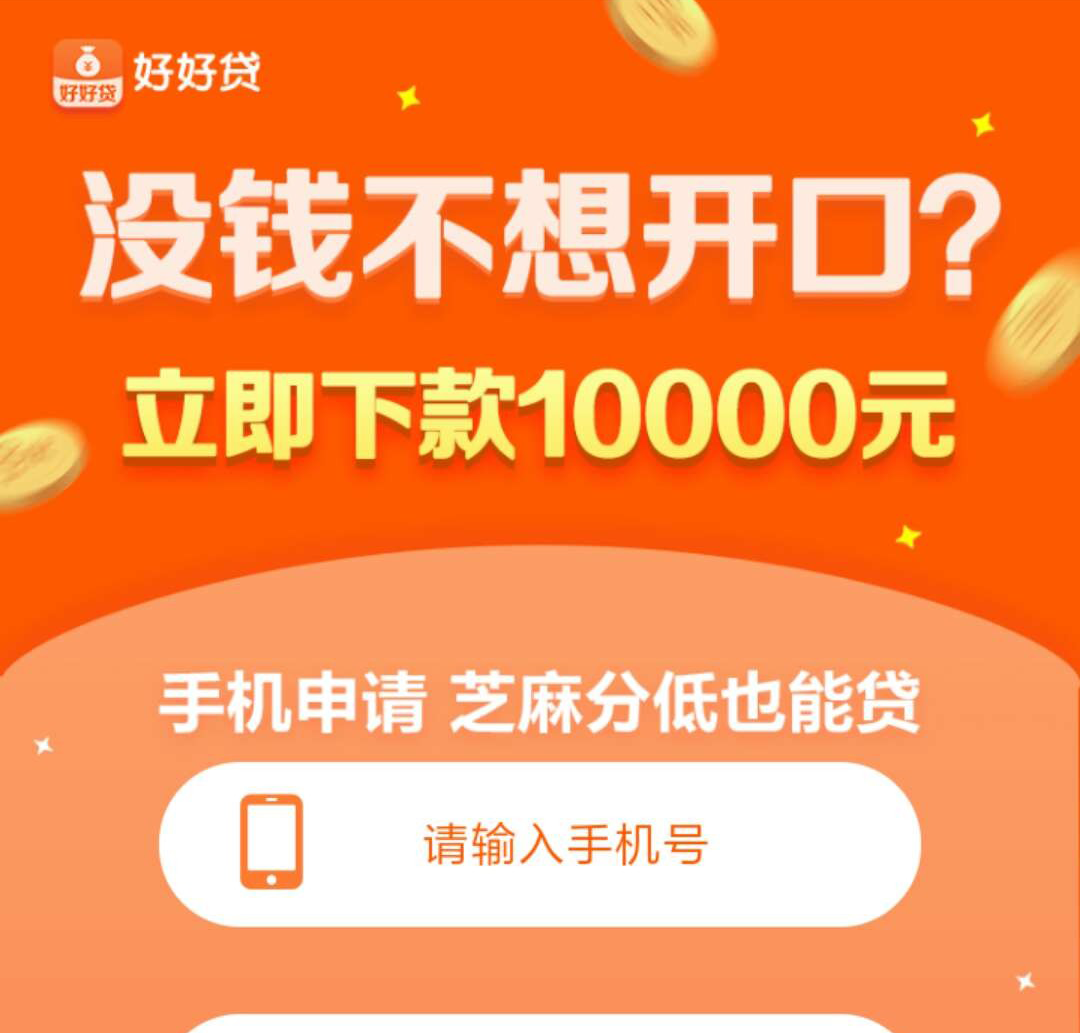 好好贷
好好贷
没钱不想开口?
立即下款10000元
手机申请 芝麻分低也能贷
请输入手机号